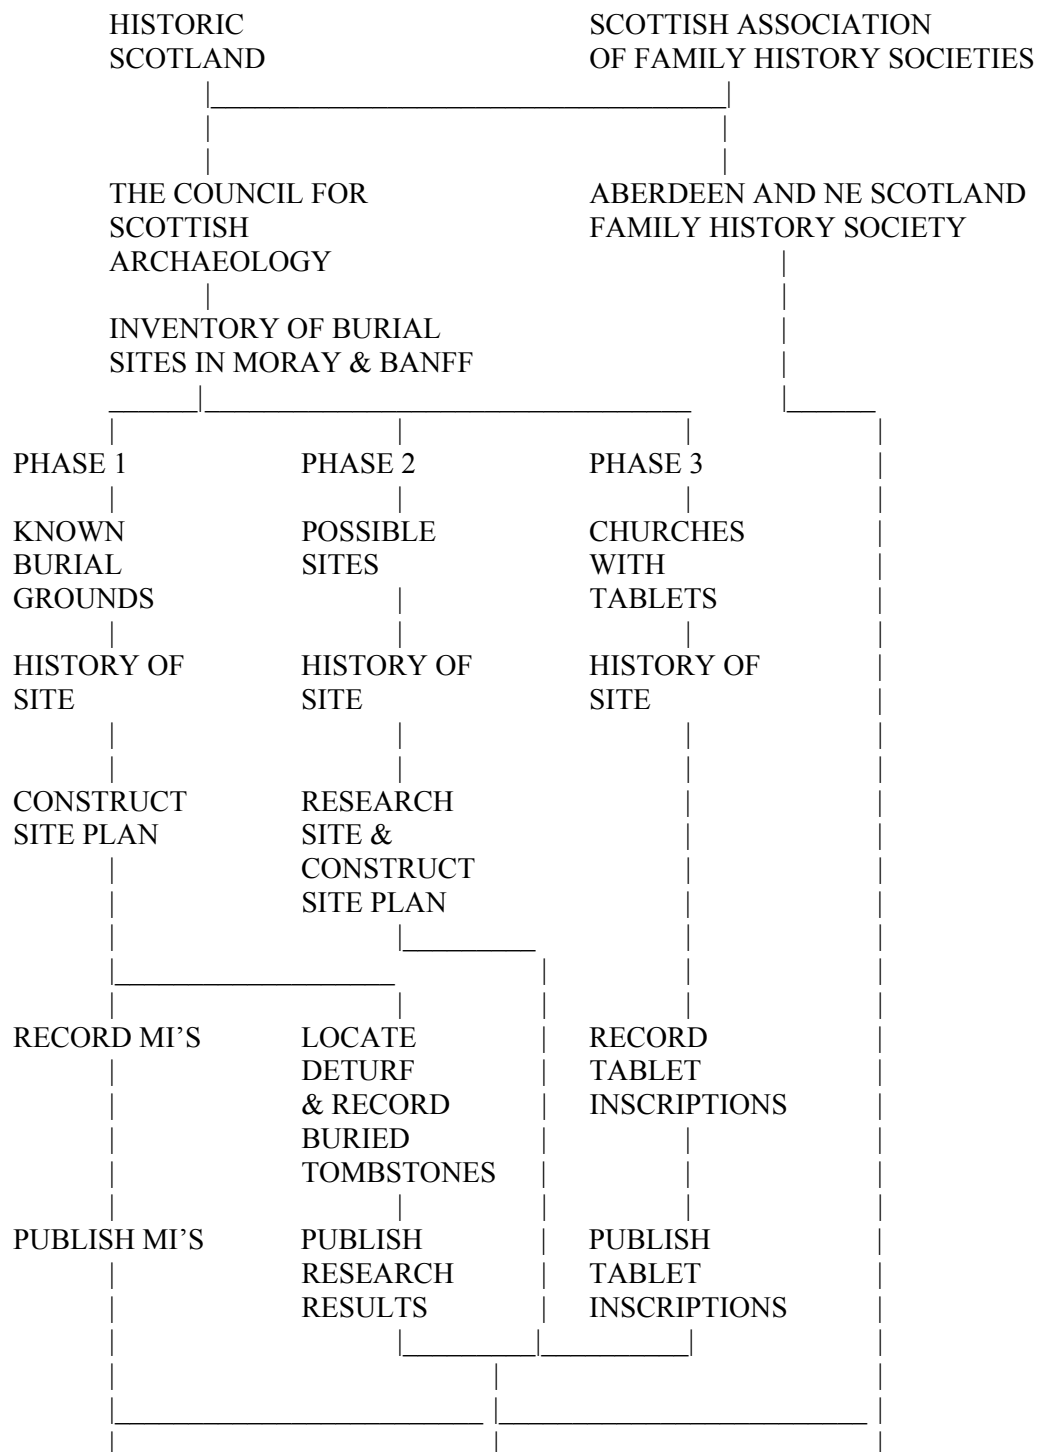 HISTORIC
SCOTLAND
SCOTTISH ASSOCIATION
OF FAMILY HISTORY SOCIETIES
THE COUNCIL FOR
SCOTTISH
ARCHAEOLOGY
ABERDEEN AND NE SCOTLAND
FAMILY HISTORY SOCIETY
INVENTORY OF BURIAL
SITES IN MORAY & BANFF
PHASE 1
PHASE 2
PHASE 3
KNOWN
BURIAL
GROUNDS
POSSIBLE
SITES
CHURCHES
WITH
TABLETS
HISTORY OF
SITE
HISTORY OF
SITE
HISTORY OF
SITE
CONSTRUCT
SITE PLAN
RESEARCH
SITE &
CONSTRUCT
SITE PLAN
RECORD MI’S
LOCATE
DETURF
& RECORD
BURIED
TOMBSTONES
RECORD
TABLET
INSCRIPTIONS
PUBLISH MI’S
PUBLISH
RESEARCH
RESULTS
PUBLISH
TABLET
INSCRIPTIONS